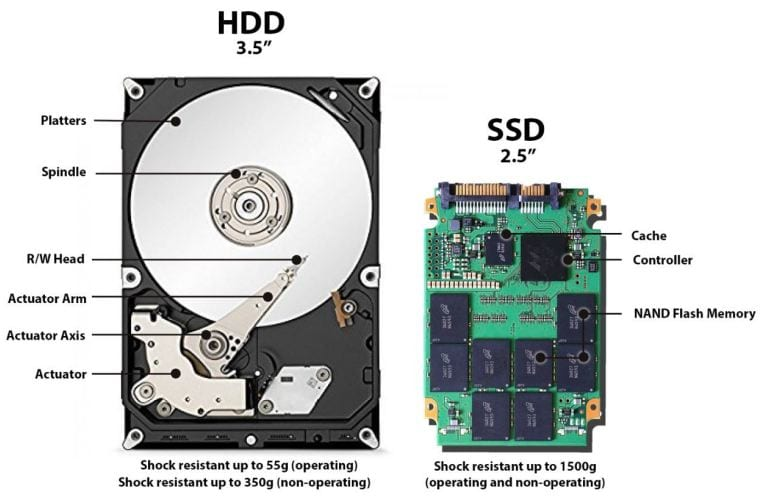 HDD
3.5”
Platters
Spindle
R/W Head
Actuator Arm
Actuator Axis
Actuator
Shock resistant up to 55g (operating)
Shock resistant up to 350g (non-operating)
SSD
2.5”
Cache
Controller
NAND Flash Memory
Shock resistant up to 1500g
(operating and non-operating)